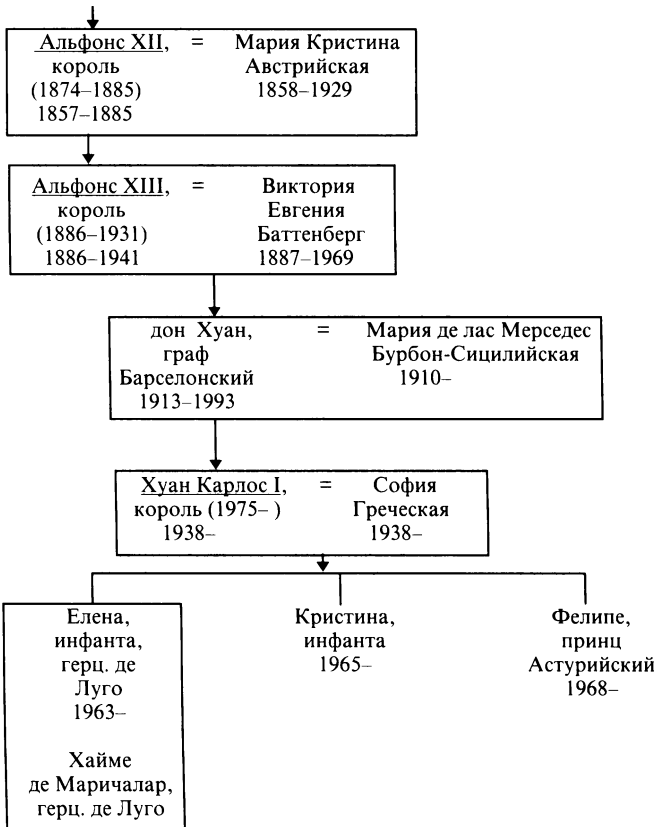 Альфонс XII, = Мария Кристина
король Австрийская
(1874–1885) 1858–1929
1857–1885
Альфонс XIII, = Виктория
король Евгения
(1886–1931) Баттенберг
1886–1941 1887–1969
дон Хуан, = Мария де лас Мерседес
граф Бурбон-Сицилийская
Барселонский 1910–
1913–1993
Хуан Карлос I, = София
король (1975– ) Греческая
1938– 1938–
Елена,
инфанта,
герц. де
Луго
1963–
Хайме
де Маричалар,
герц. де Луго
Кристина,
инфанта
1965–
Фелипе,
принц
Астурийский
1968–